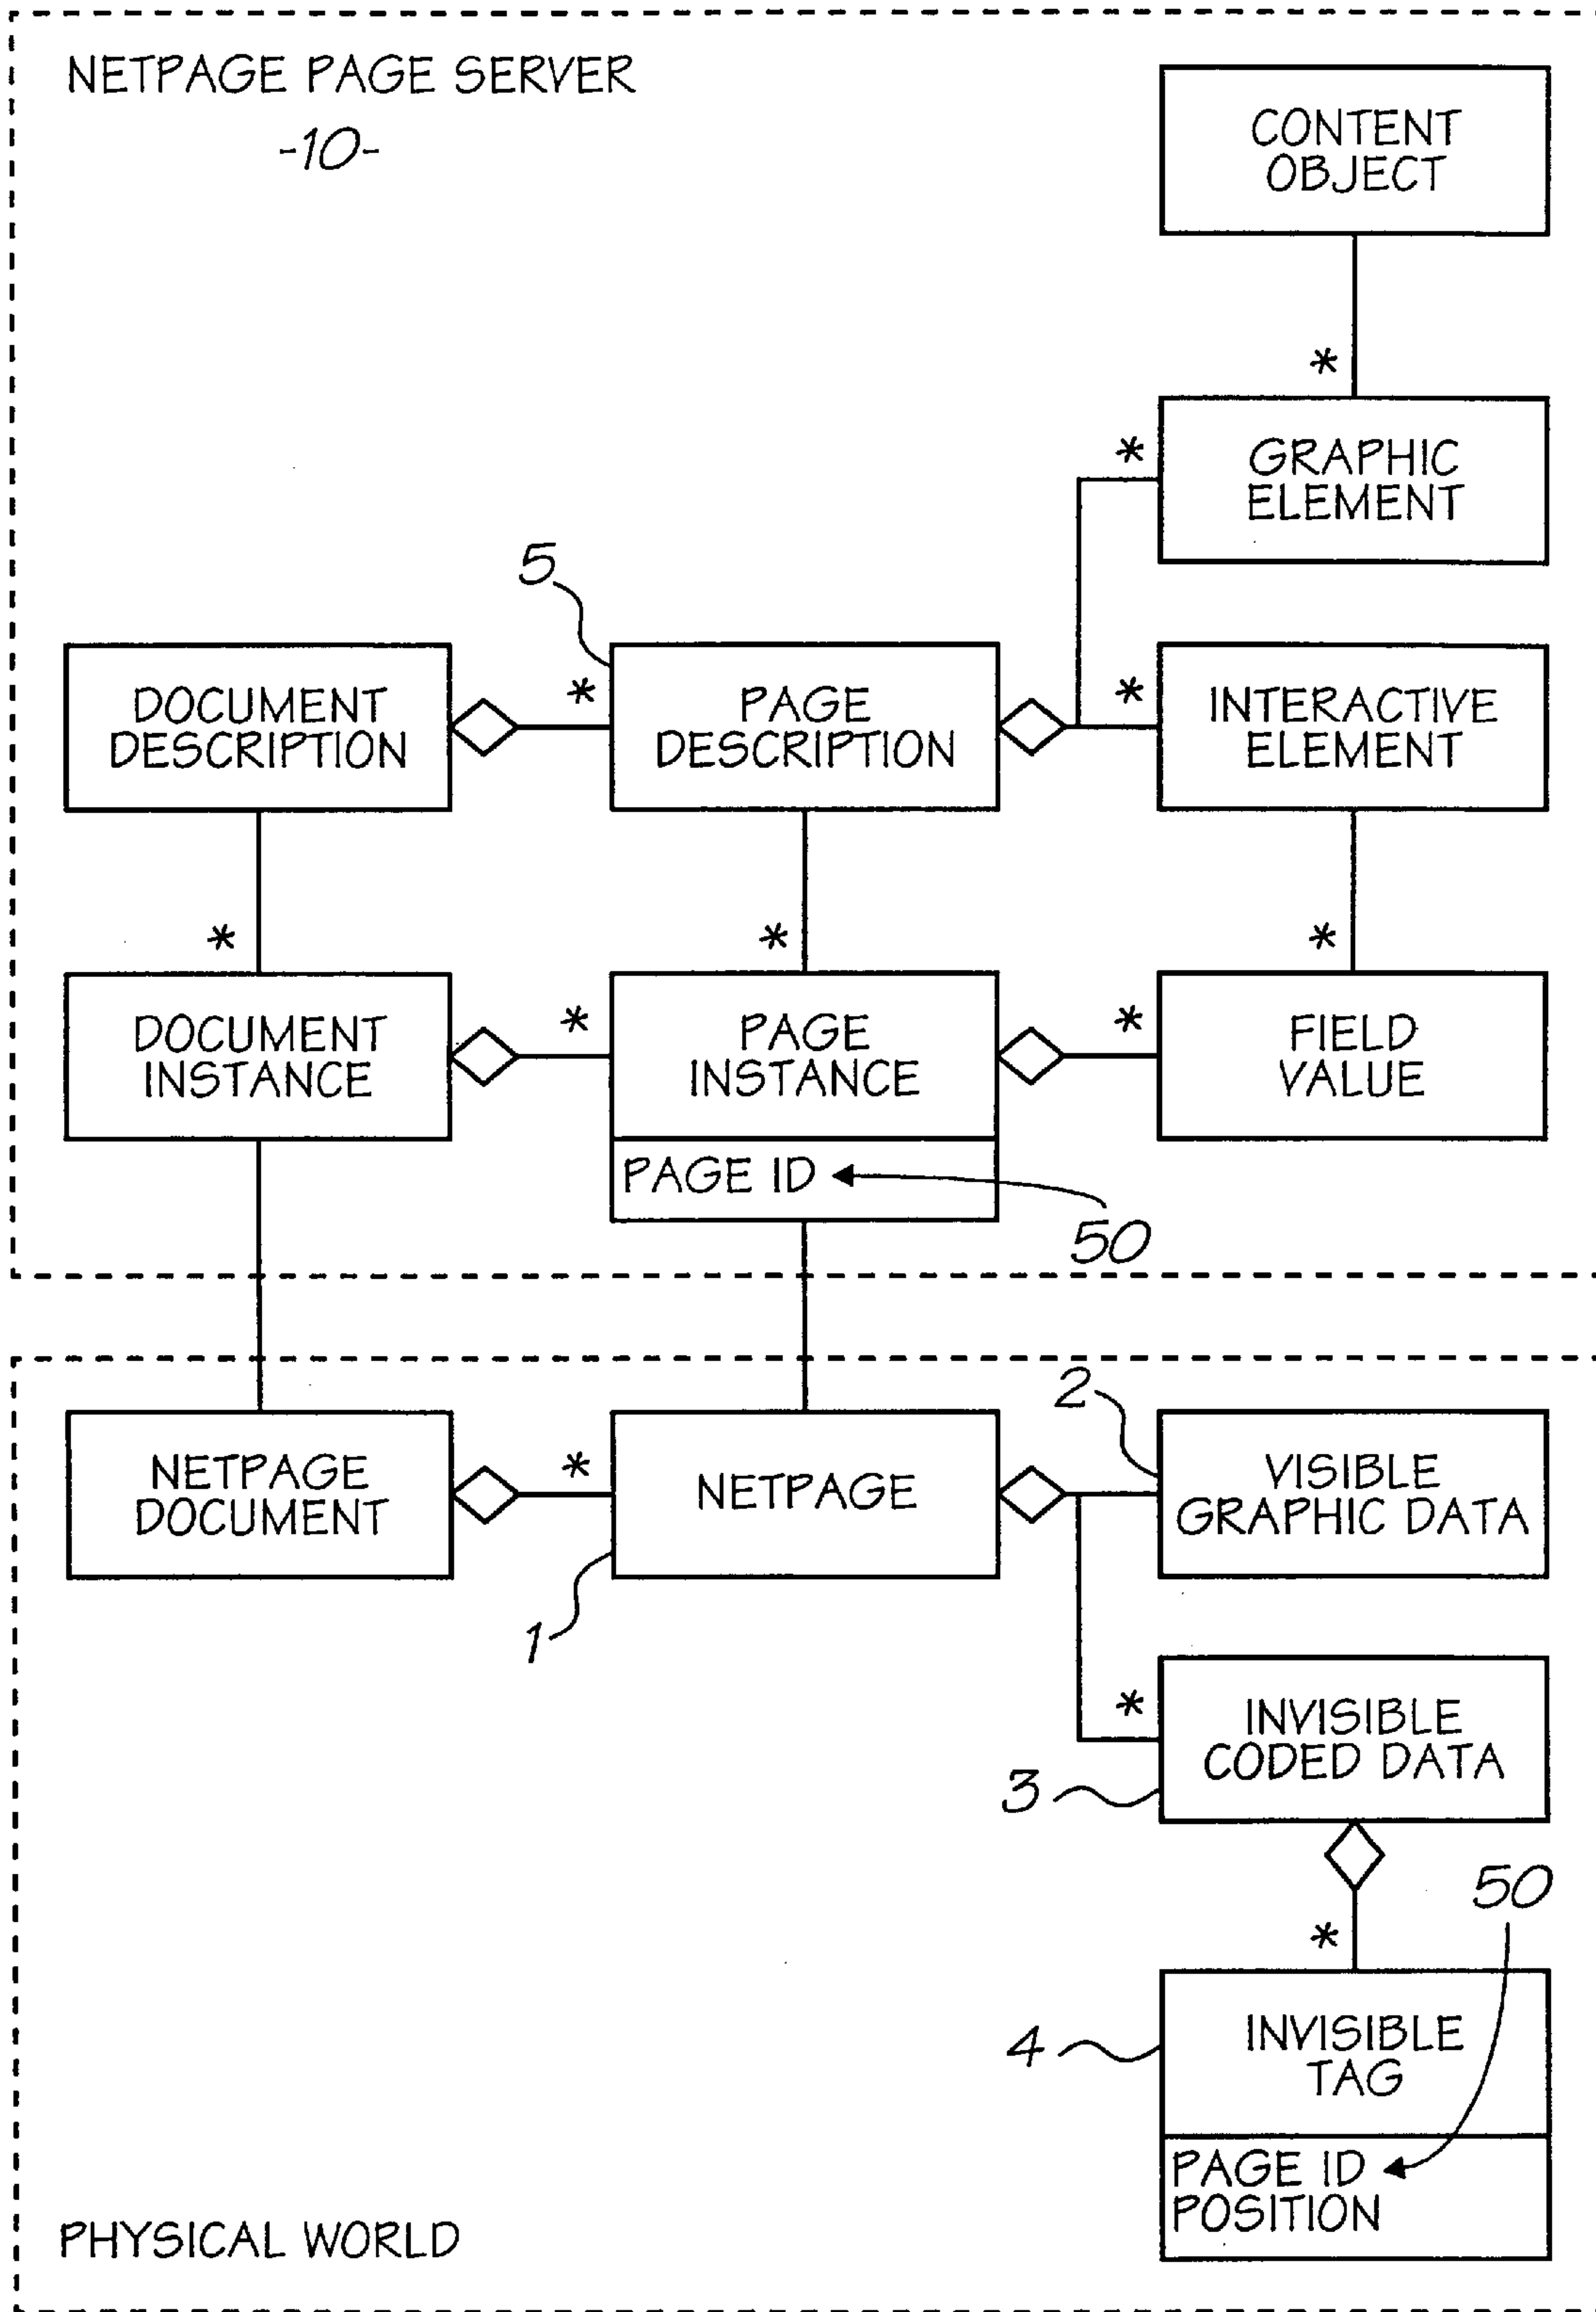 NETPAGE PAGE SERVER
-10-
CONTENT
OBJECT
*
*
GRAPHIC
ELEMENT
5
DOCUMENT
DESCRIPTION
*
PAGE
DESCRIPTION
*
INTERACTIVE
ELEMENT
*
*
*
DOCUMENT
INSTANCE
*
PAGE
INSTANCE
*
FIELD
VALUE
PAGE ID
50
2
NETPAGE
DOCUMENT
*
NETPAGE
VISIBLE
GRAPHIC DATA
1
*
INVISIBLE
CODED DATA
3
50
*
4
INVISIBLE
TAG
PAGE ID
POSITION
PHYSICAL WORLD